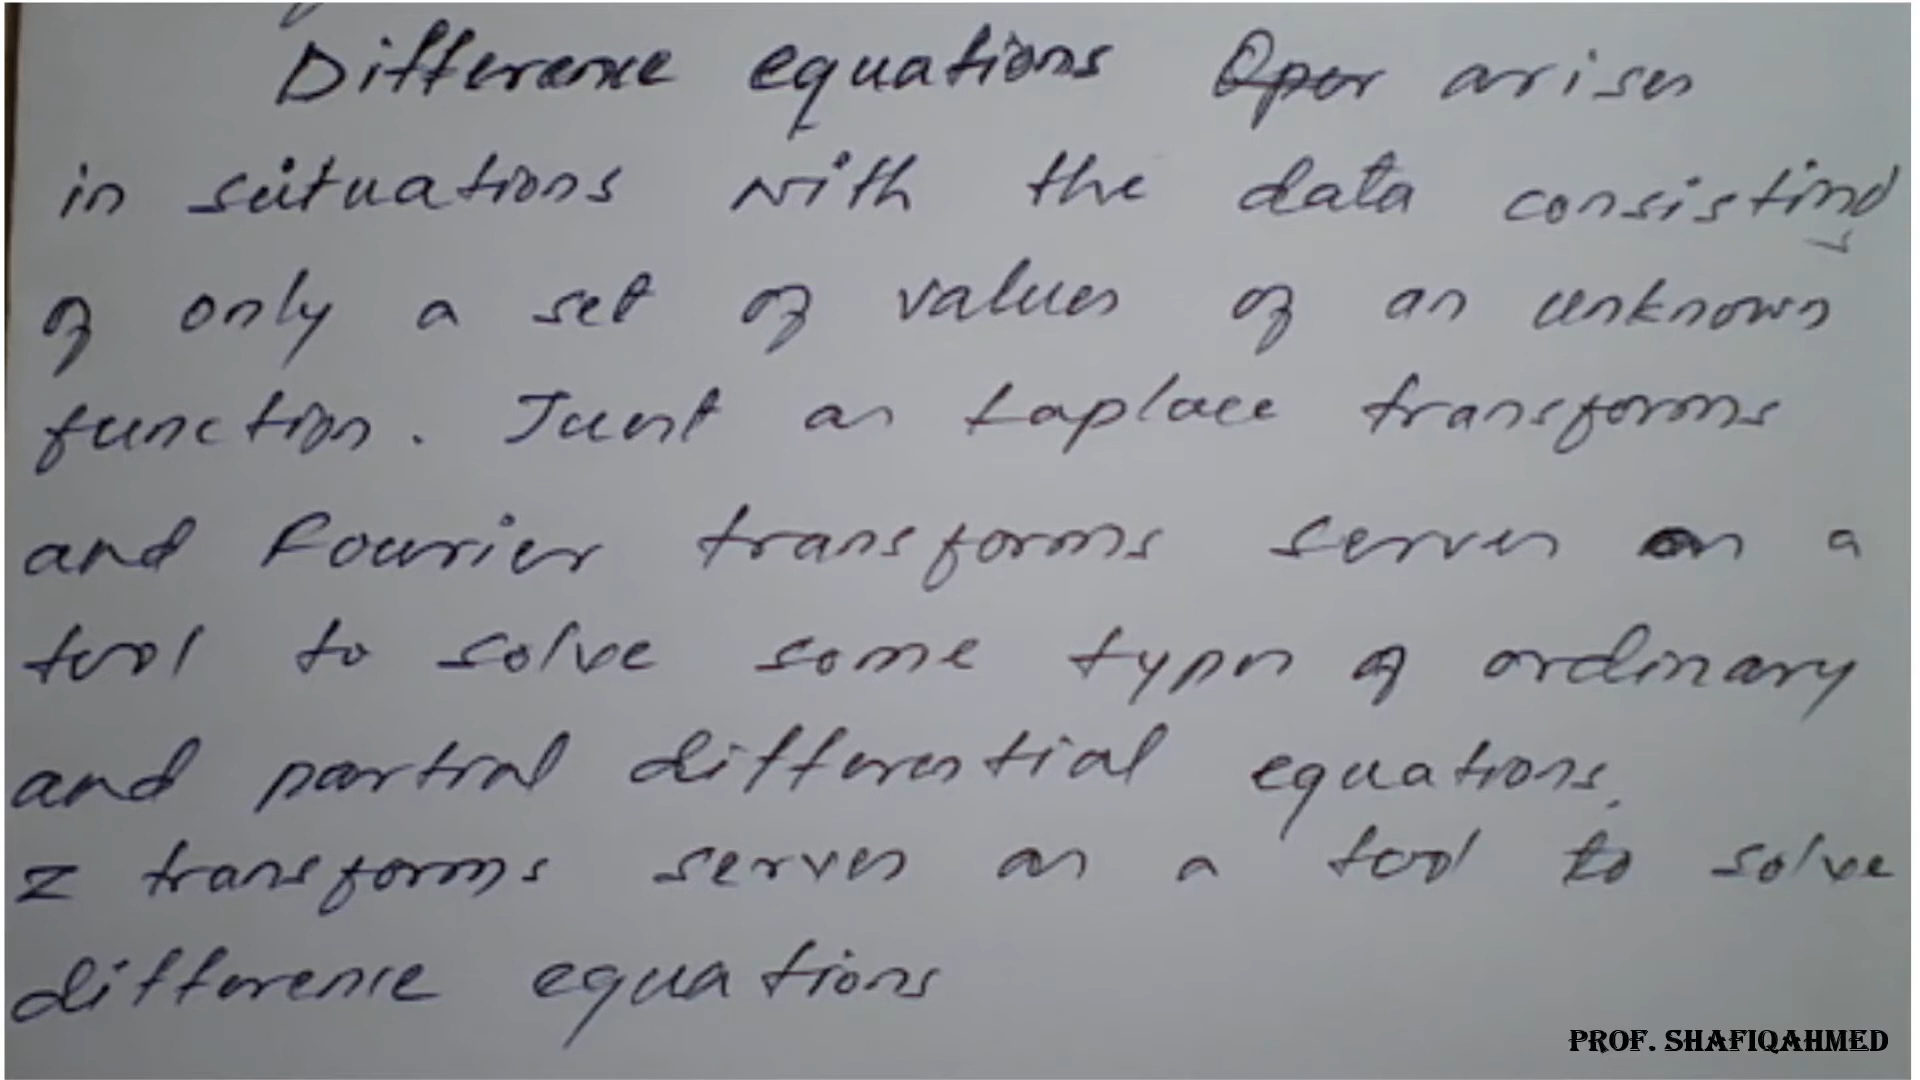 Difference equations Oper arises
in situations with the data consisting
of only a set of values of an unknown
function. Just as Laplace transforms
and Fourier transforms serves as a
tool to solve some types of ordinary
and partial differential equations.
Z transforms serves as a tool to solve
difference equations
PROF. SHAFIQAHMED